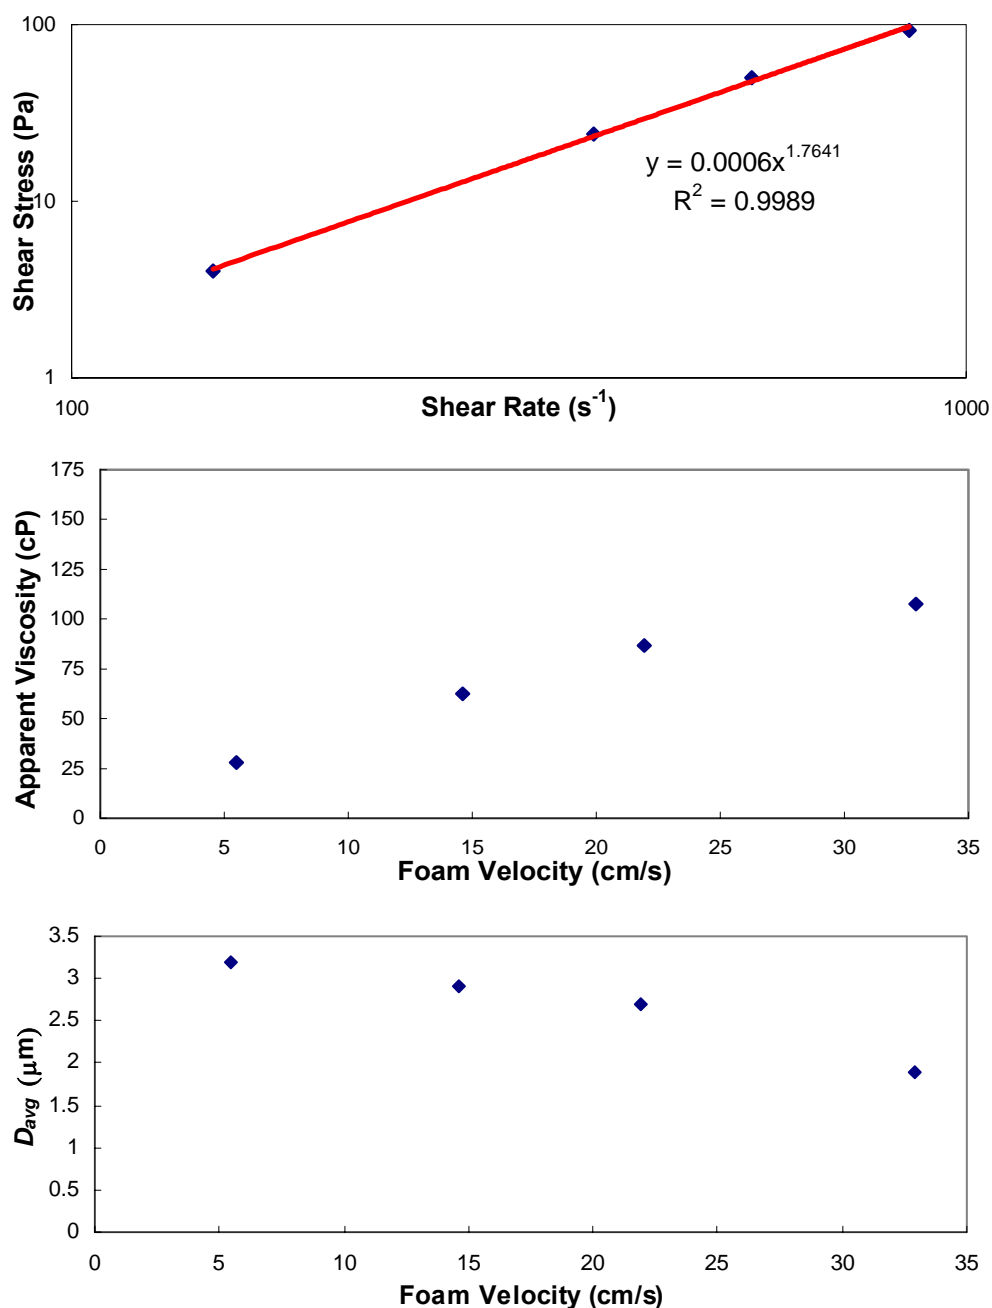 100
10
1
Shear Stress (Pa)
y = 0.0006x^1.7641
R^2 = 0.9989
100
Shear Rate (s^-1)
1000
175
150
125
100
75
50
25
0
Apparent Viscosity (cP)
0 5 10 15 20 25 30 35
Foam Velocity (cm/s)
3.5
3
2.5
2
1.5
1
0.5
0
Davg (μm)
0 5 10 15 20 25 30 35
Foam Velocity (cm/s)